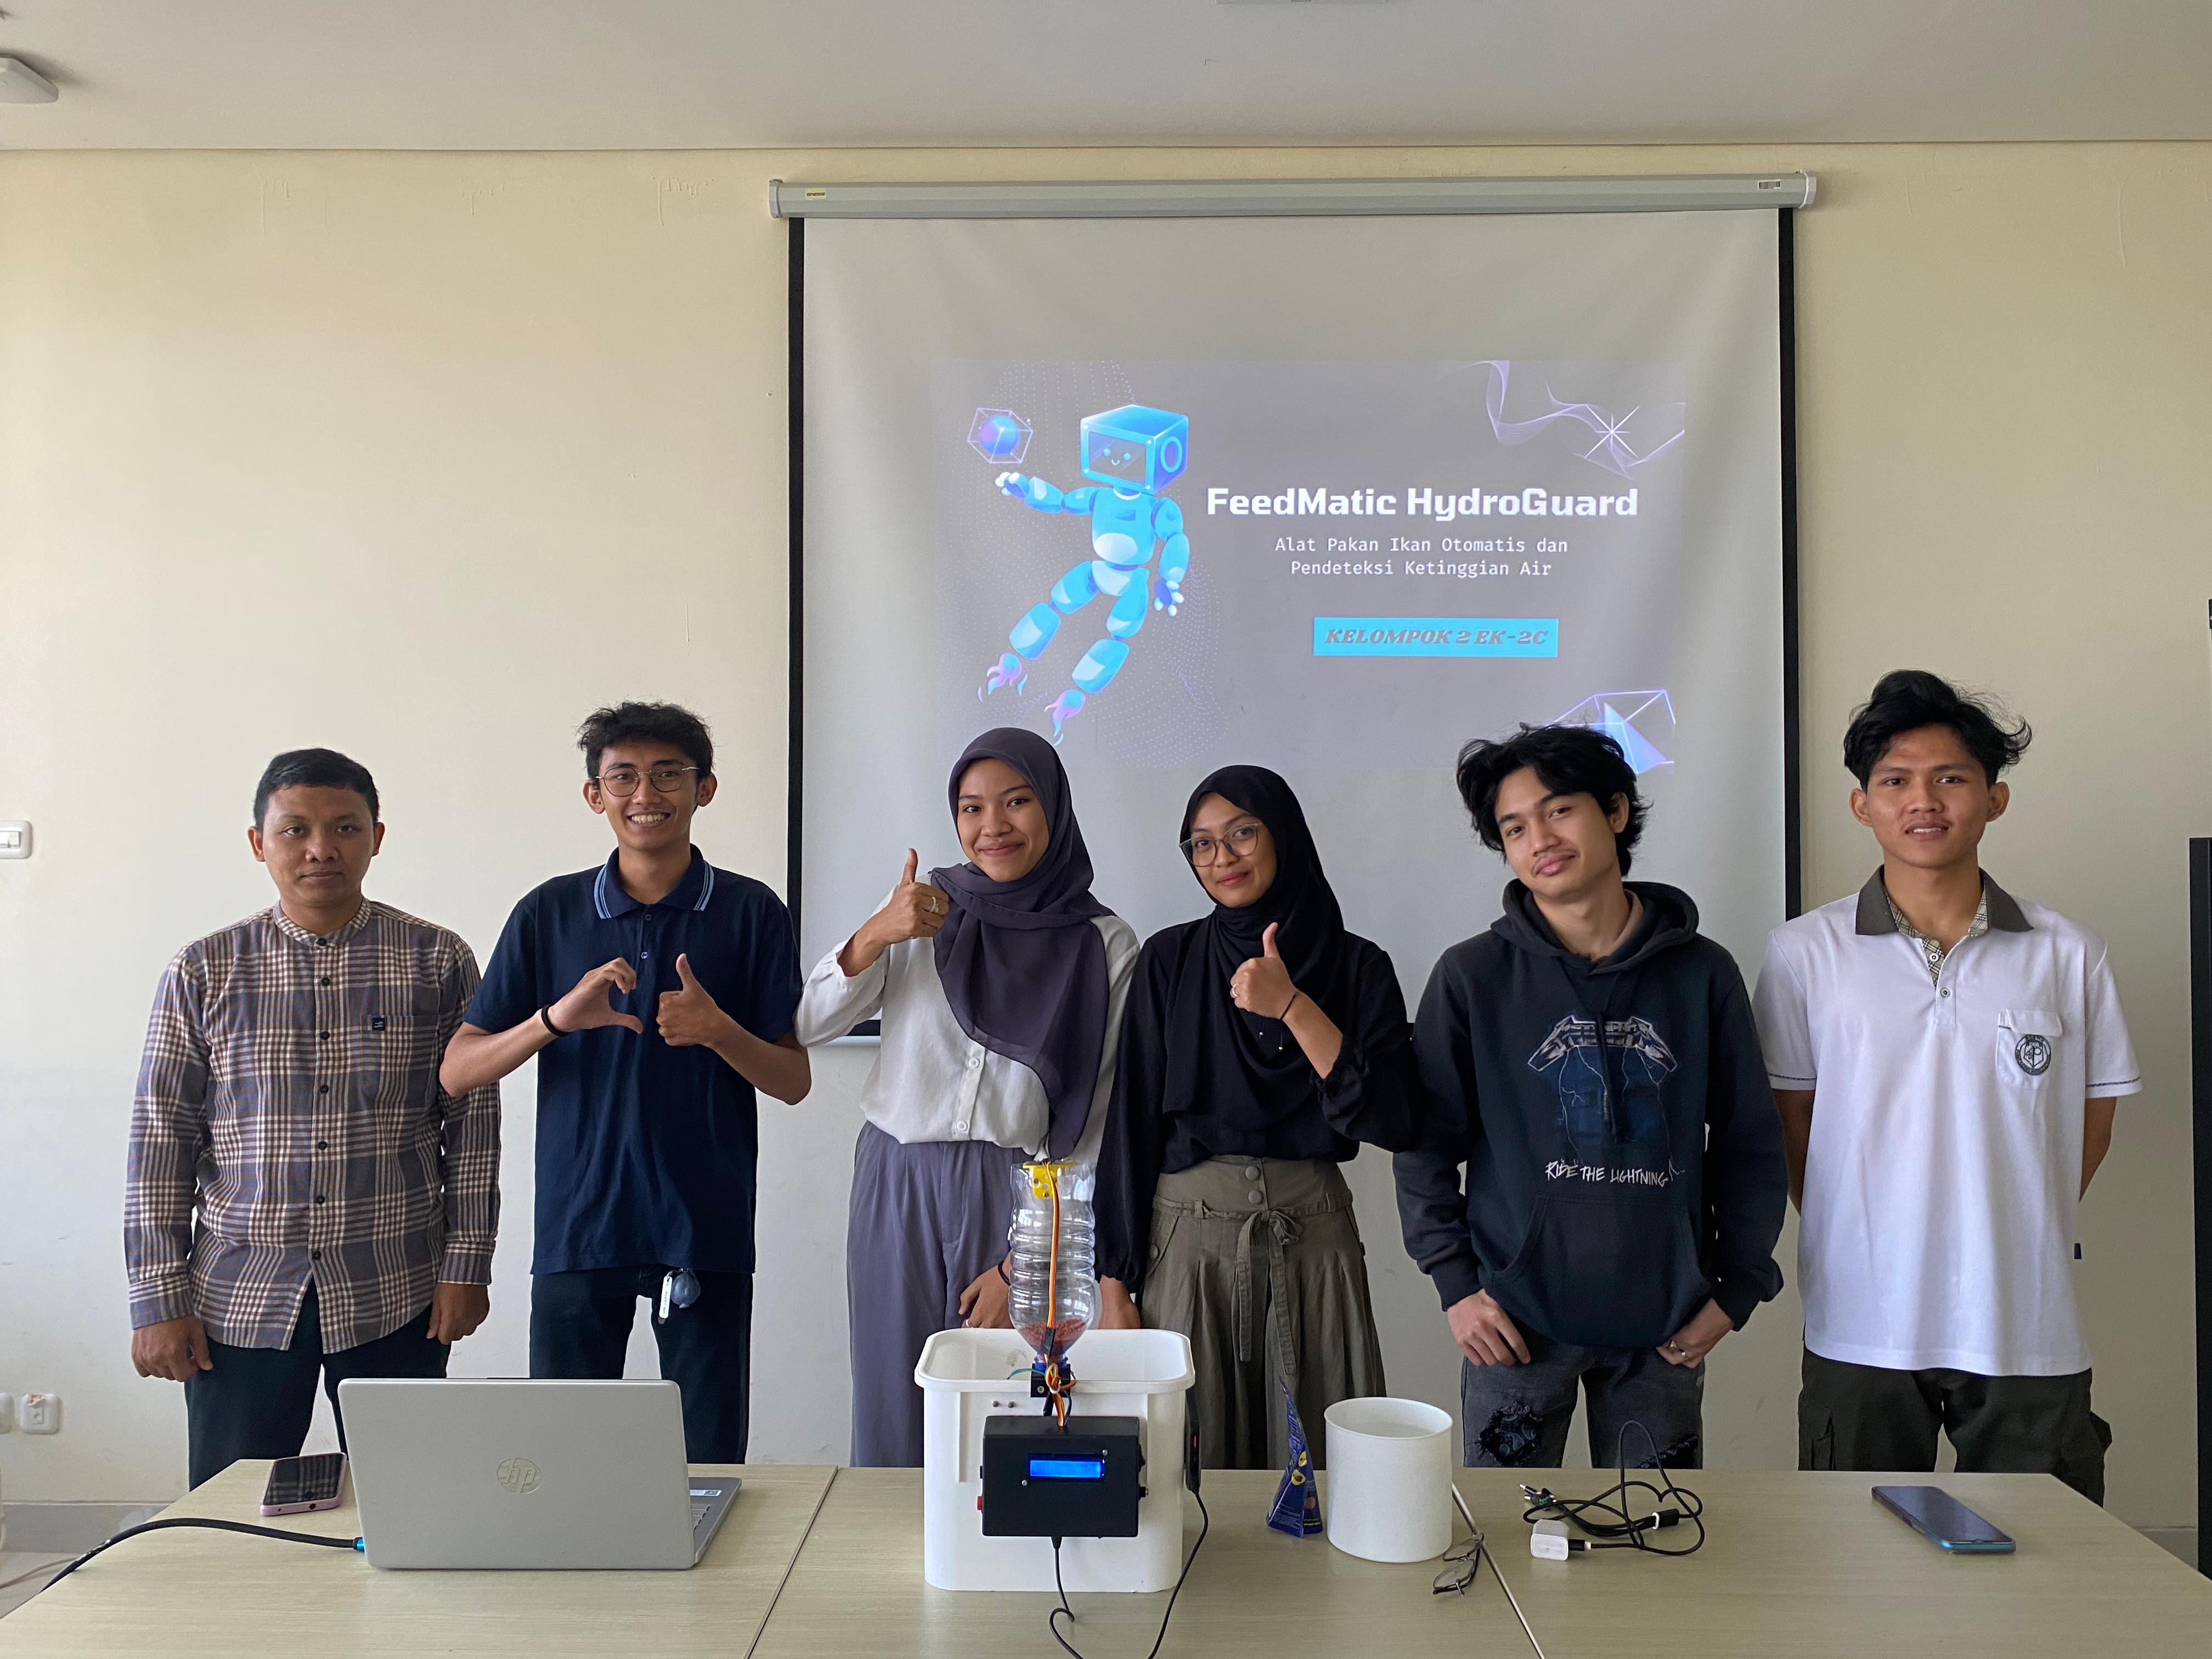 FeedMatic HydroGuard
Alat Pakan Ikan Otomatis dan
Pendeteksi Ketinggian Air
KELOMPOK 2 EK-2C
RIDE THE LIGHTNING
hp